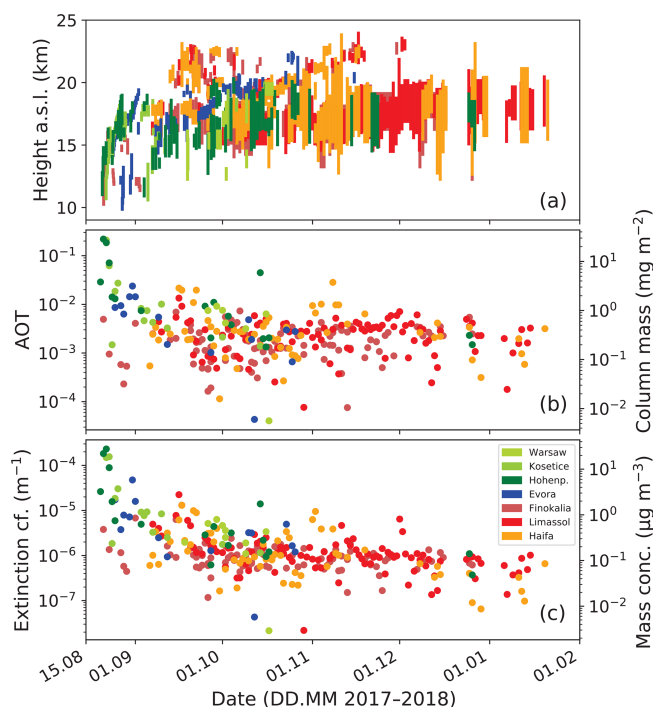 25
20
15
10
Height a.s.l. (km)
(a)
10⁻¹
10⁻²
10⁻³
10⁻⁴
AOT
10¹
10⁰
10⁻¹
10⁻²
Column mass (mg m⁻²)
(b)
10⁻⁴
10⁻⁵
10⁻⁶
10⁻⁷
Extinction cf. (m⁻¹)
Warsaw
Kosetice
Hohenp.
Evora
Finokalia
Limassol
Haifa
10¹
10⁰
10⁻¹
10⁻²
Mass conc. (µg m⁻³)
(c)
15.08
01.09
01.10
01.11
01.12
01.01
01.02
Date (DD.MM 2017–2018)